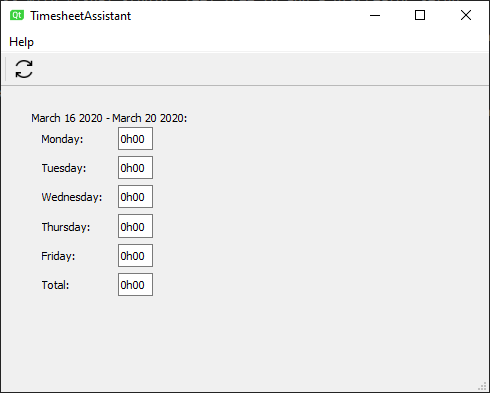 Qt TimesheetAssistant
Help
March 16 2020 - March 20 2020:
Monday: 0h00
Tuesday: 0h00
Wednesday: 0h00
Thursday: 0h00
Friday: 0h00
Total: 0h00